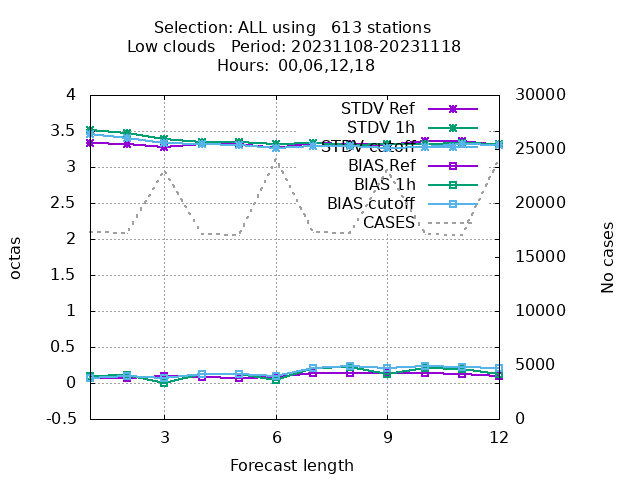 Selection: ALL using   613 stations
Low clouds   Period: 20231108-20231118
Hours:  00,06,12,18
4
3.5
3
2.5
2
1.5
1
0.5
0
-0.5
octas
STDV Ref
STDV 1h
STDV cutoff
BIAS Ref
BIAS 1h
BIAS cutoff
CASES
30000
25000
20000
15000
10000
5000
0
No cases
3
6
9
12
Forecast length